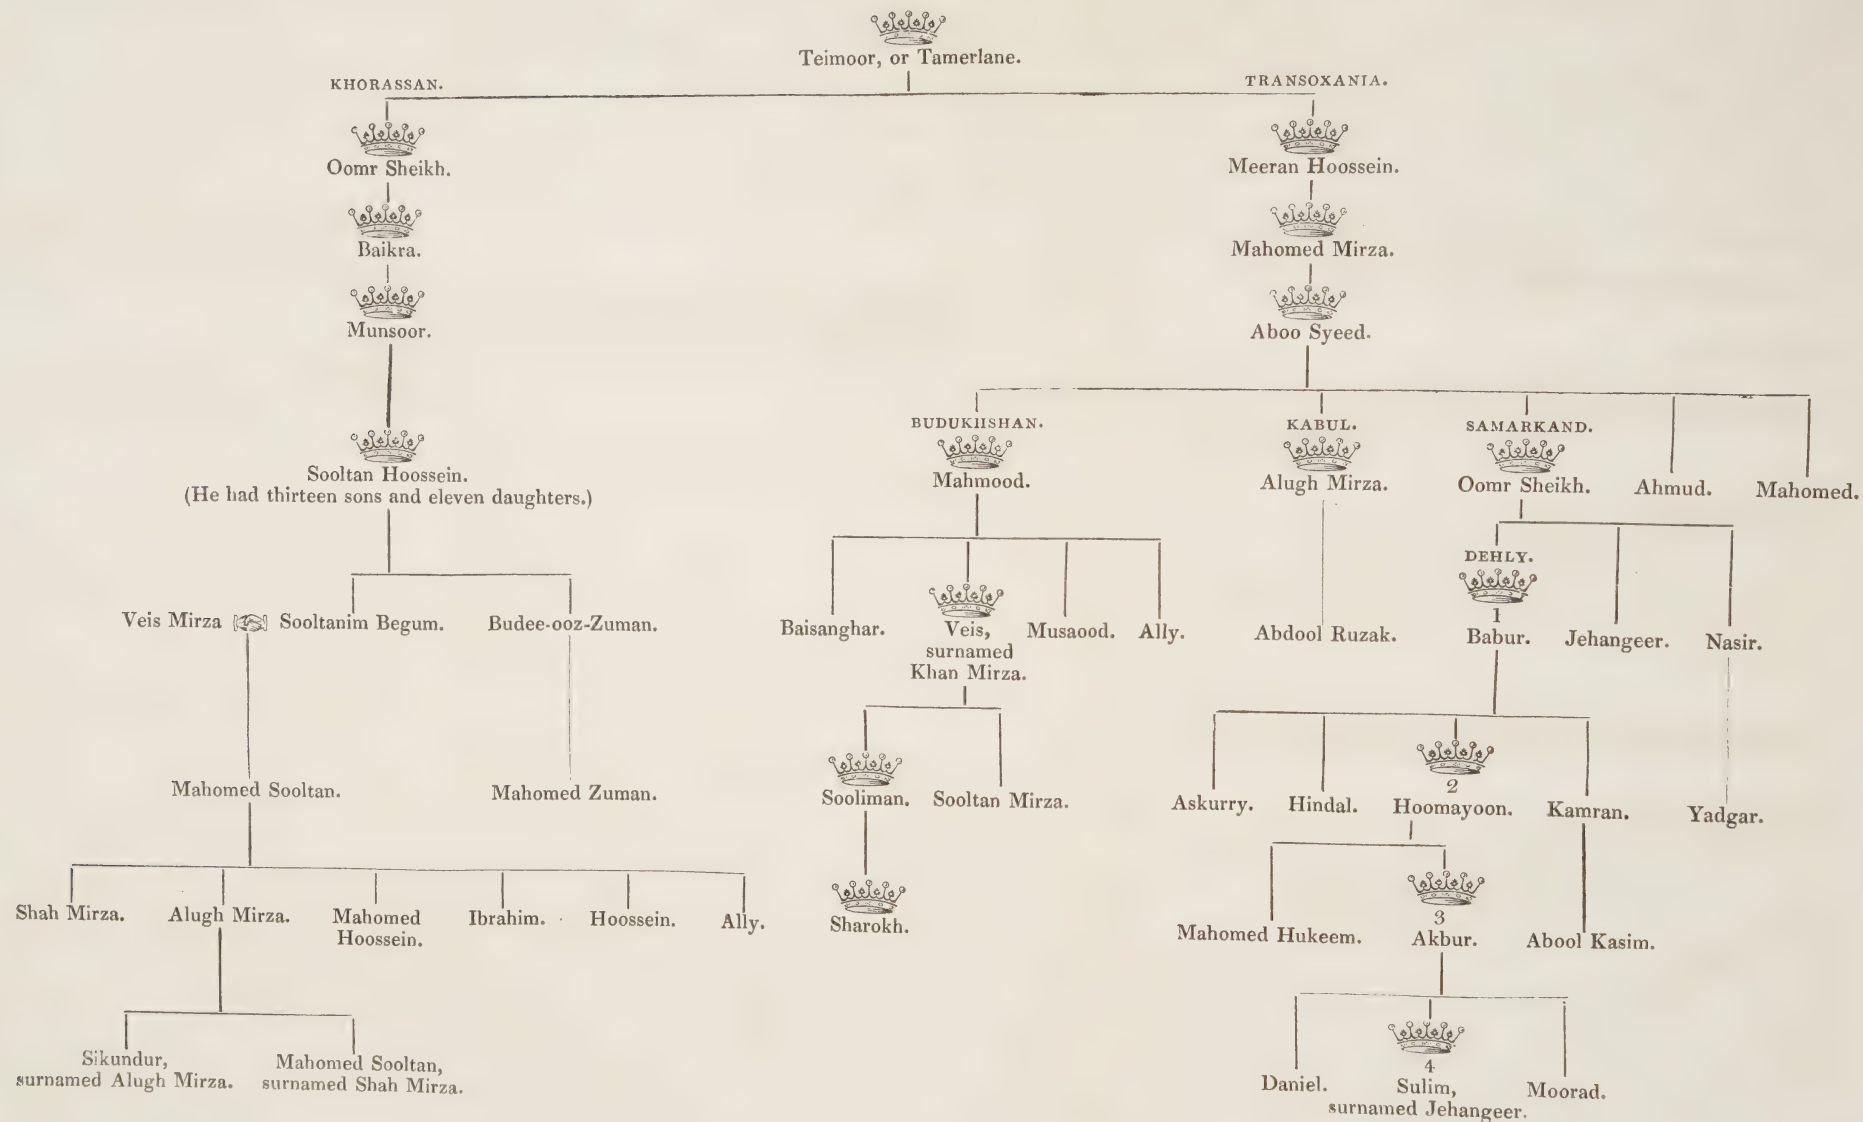 Teimoor, or Tamerlane.
KHORASSAN.
TRANSOXANIA.
Oomr Sheikh.
Meeran Hoossein.
Baikra.
Mahomed Mirza.
Munsoor.
Aboo Syeed.
BUDUKHSHAN.
KABUL.
SAMARKAND.
Sooltan Hoossein.
(He had thirteen sons and eleven daughters.)
Mahmood.
Alugh Mirza.
Oomr Sheikh.
Ahmud.
Mahomed.
DEHLY.
Veis Mirza
Sooltanim Begum.
Budee-ooz-Zuman.
Baisanghar.
Veis,
surnamed
Khan Mirza.
Musaood.
Ally.
Abdool Ruzak.
1
Babur.
Jehangeer.
Nasir.
Mahomed Sooltan.
Mahomed Zuman.
Sooliman.
Sooltan Mirza.
Askurry.
Hindal.
2
Hoomayoon.
Kamran.
Yadgar.
Shah Mirza.
Alugh Mirza.
Mahomed
Hoossein.
Ibrahim.
Hoossein.
Ally.
Sharokh.
Mahomed Hukeem.
3
Akbur.
Abool Kasim.
Sikundur,
surnamed Alugh Mirza.
Mahomed Sooltan,
surnamed Shah Mirza.
Daniel.
4
Sulim,
surnamed Jehangeer.
Moorad.